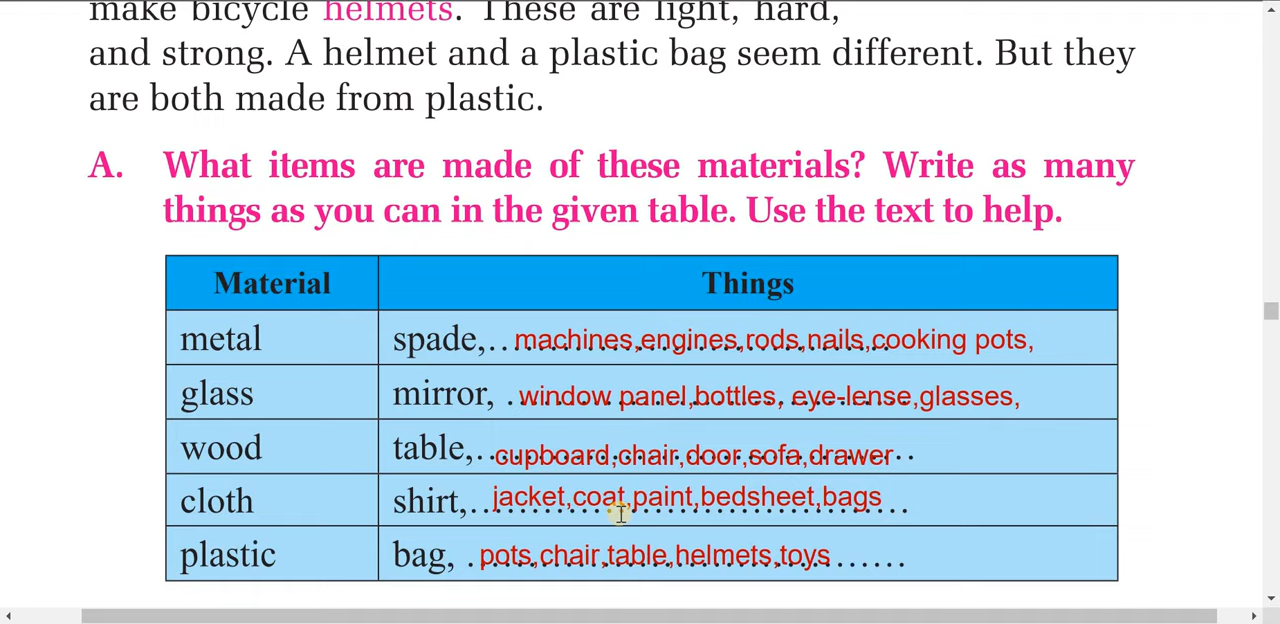 make bicycle helmets. These are light, hard,
and strong. A helmet and a plastic bag seem different. But they
are both made from plastic.
A. What items are made of these materials? Write as many
things as you can in the given table. Use the text to help.
Material Things
metal spade,..machines,engines,rods,nails,cooking pots,
glass mirror, .window panel,bottles, eye-lense,glasses,
wood table,..cupboard,chair,door,sofa,drawer..
cloth shirt,..jacket,coat,paint,bedsheet,bags...
plastic bag, .pots,chair,table,helmets,toys......